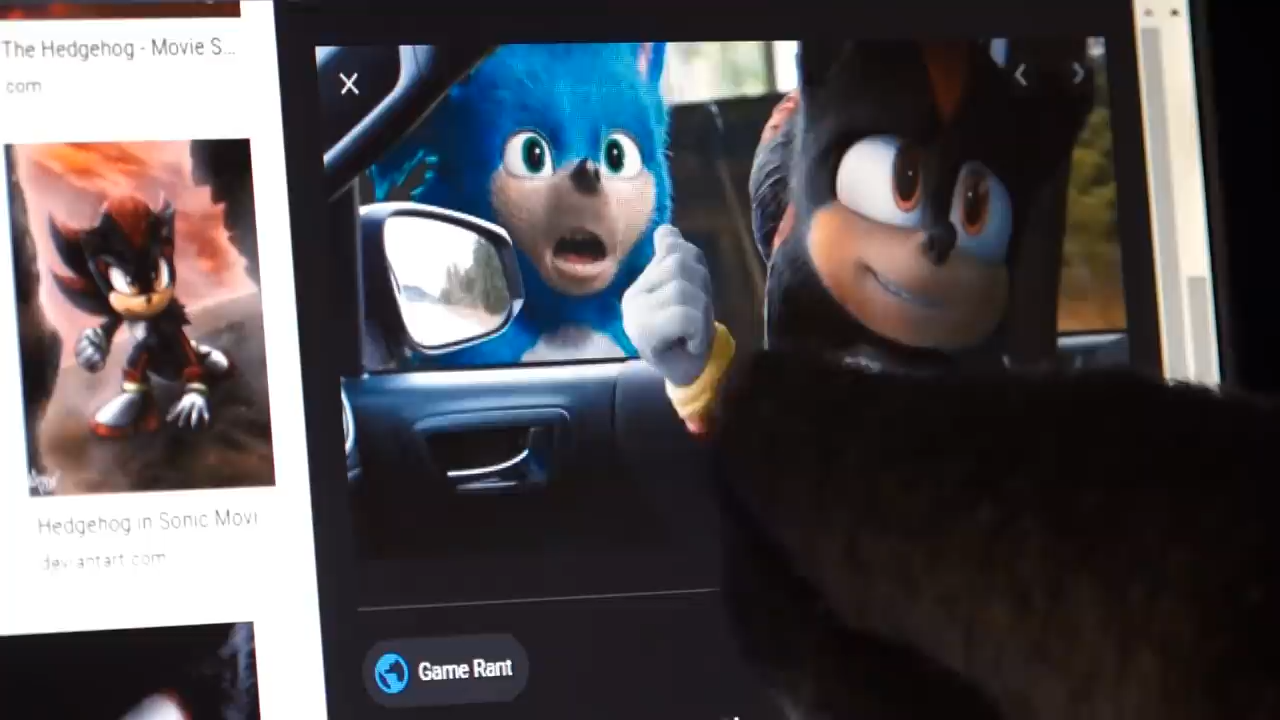 The Hedgehog - Movie S...
com
Hedgehog in Sonic Movi
deviantart.com
Game Rant